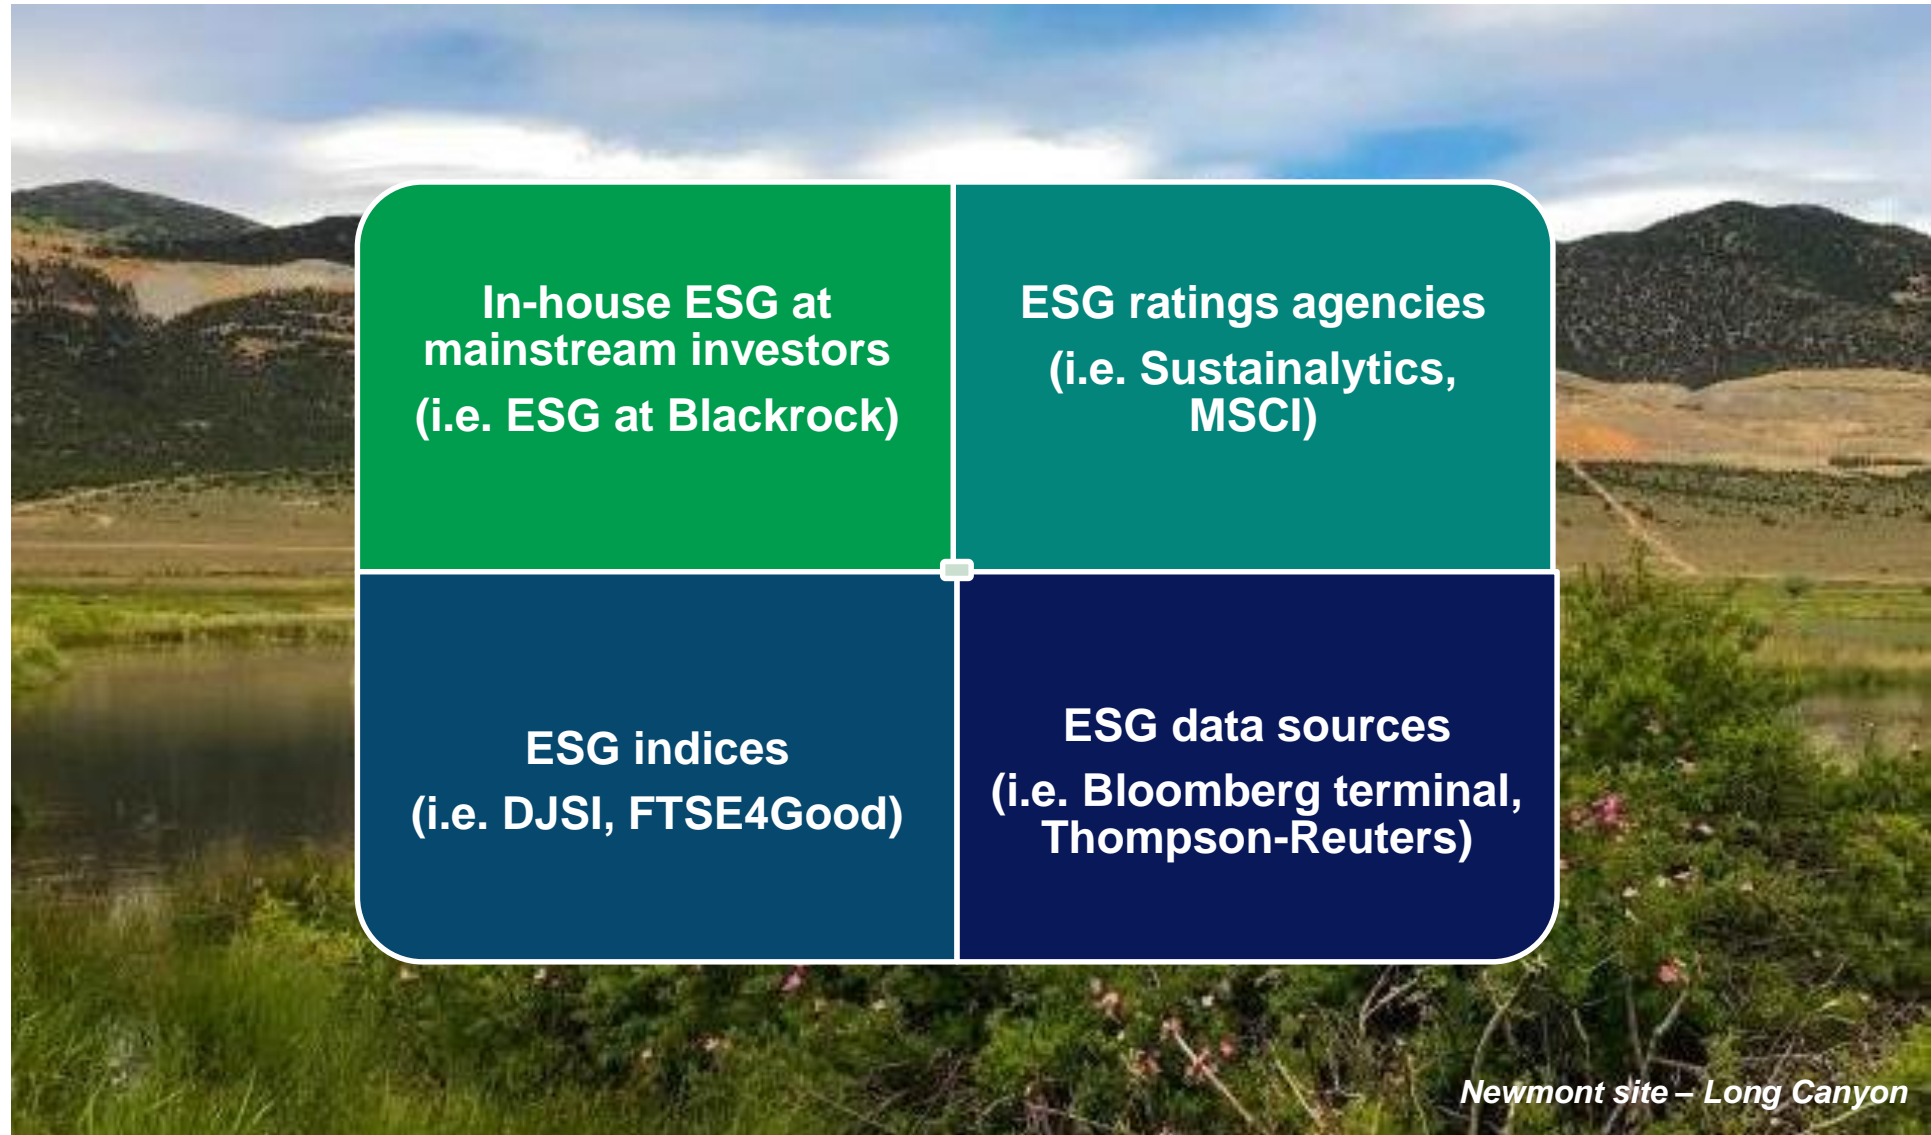 In-house ESG at
mainstream investors
(i.e. ESG at Blackrock)
ESG ratings agencies
(i.e. Sustainalytics,
MSCI)
ESG indices
(i.e. DJSI, FTSE4Good)
ESG data sources
(i.e. Bloomberg terminal,
Thompson-Reuters)
Newmont site – Long Canyon